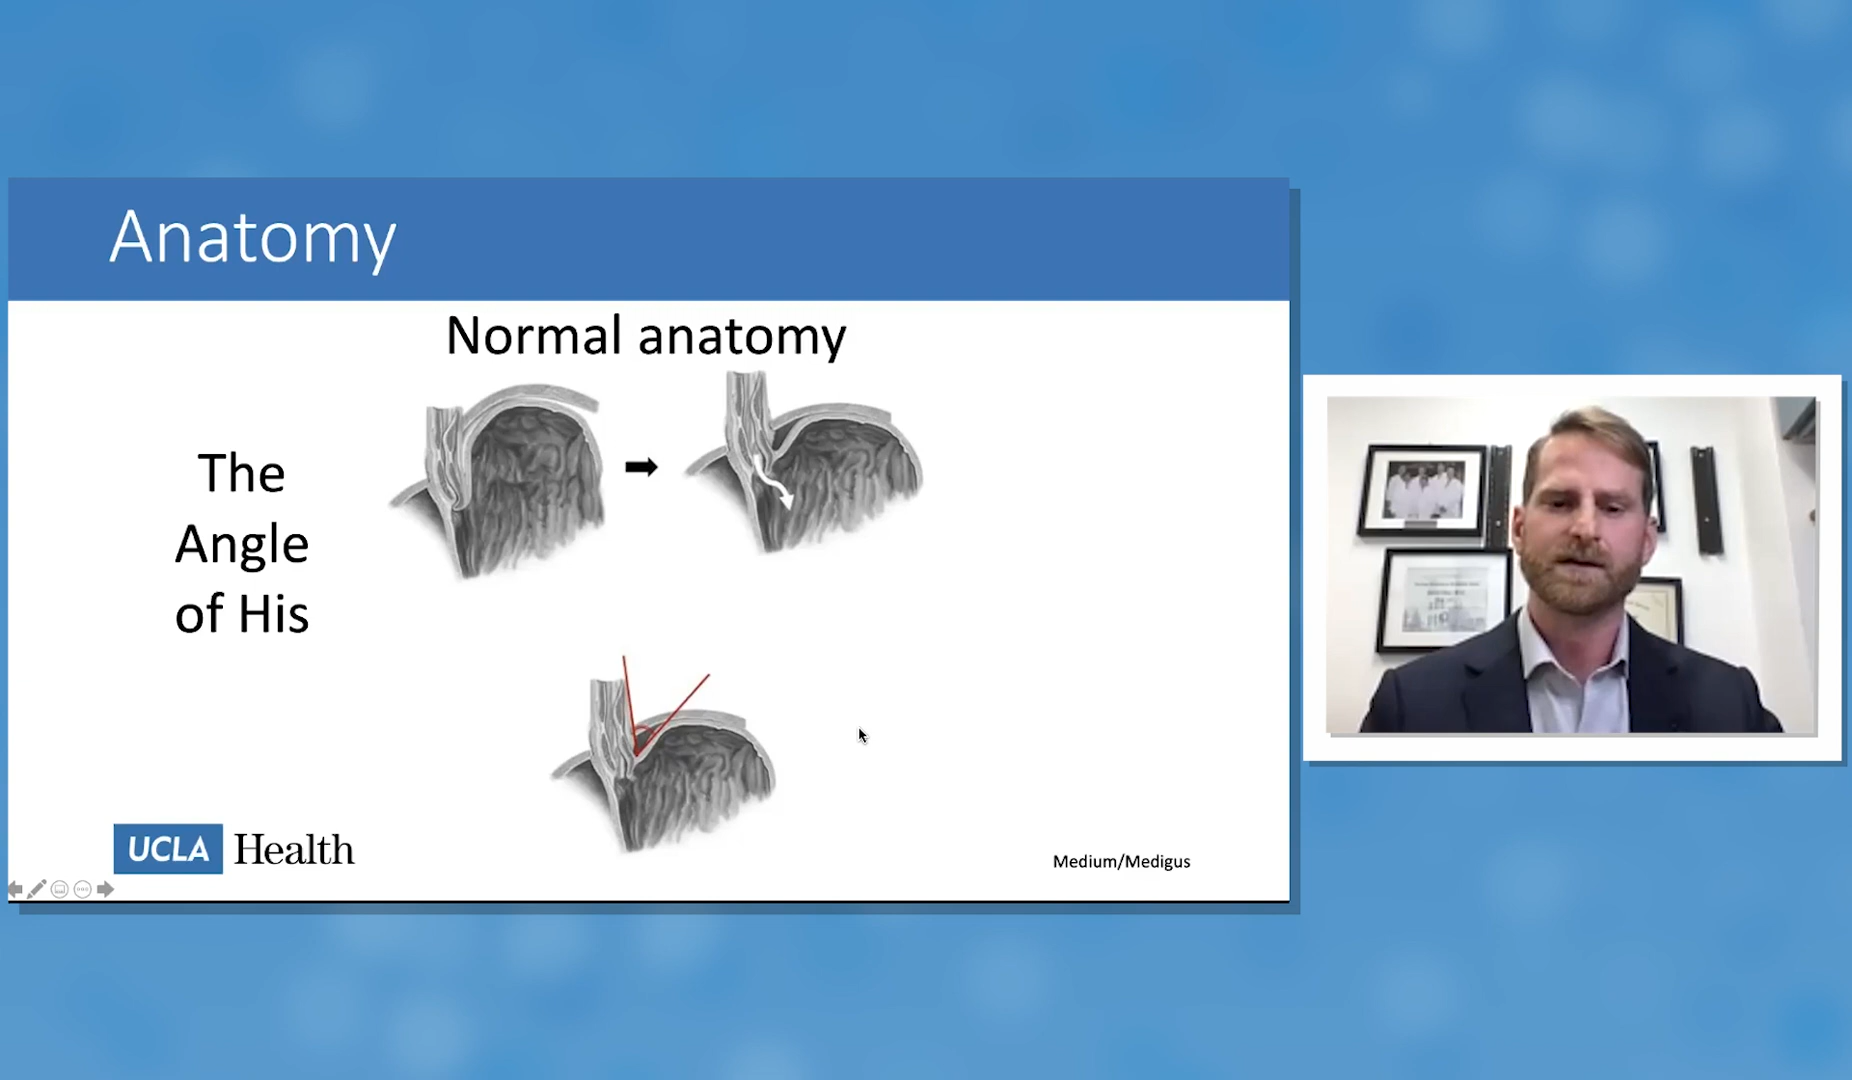 Anatomy
Normal anatomy
The
Angle
of His
UCLA Health
Medium/Medigus